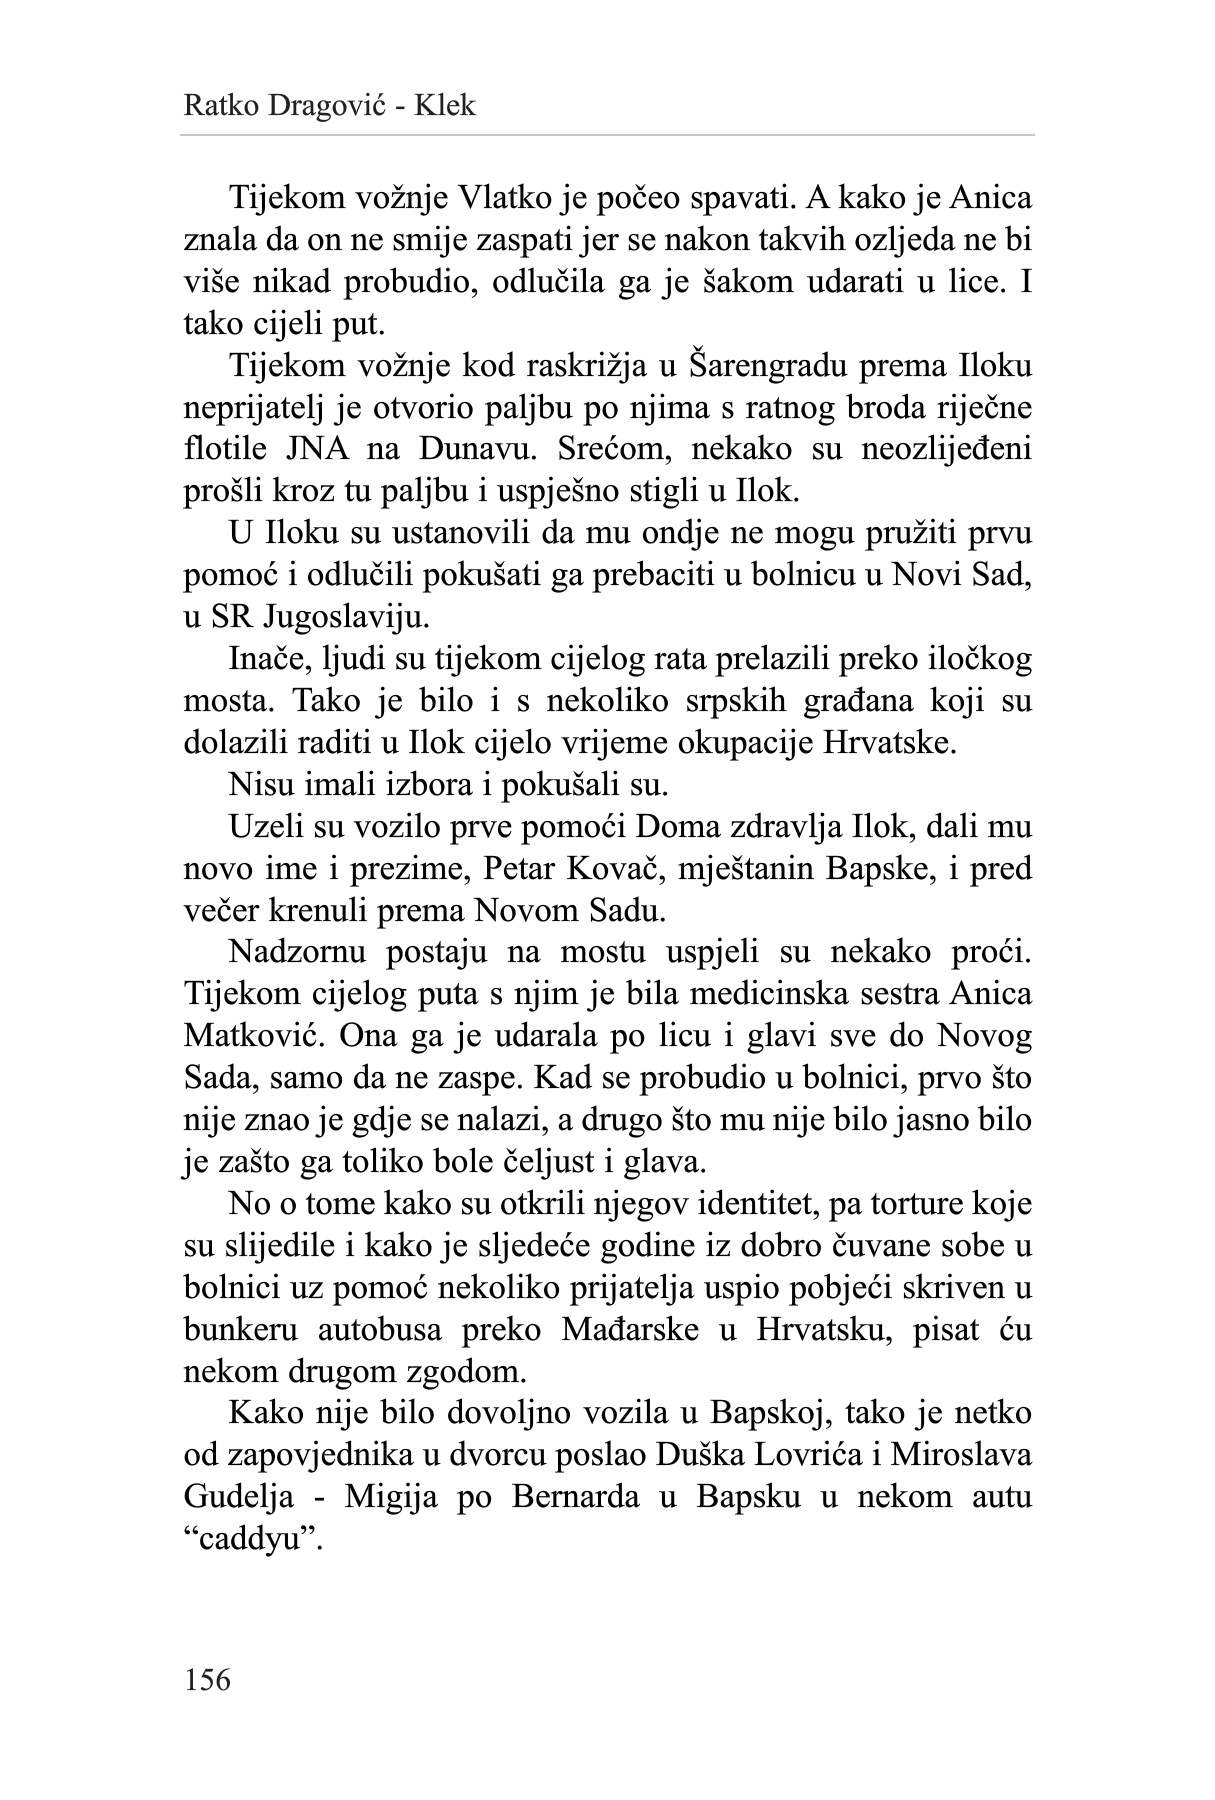 Ratko Dragović - Klek
Tijekom vožnje Vlatko je počeo spavati. A kako je Anica
znala da on ne smije zaspati jer se nakon takvih ozljeda ne bi
više nikad probudio, odlučila ga je šakom udarati u lice. I
tako cijeli put.
Tijekom vožnje kod raskrižja u Šarengradu prema Iloku
neprijatelj je otvorio paljbu po njima s ratnog broda riječne
flotile JNA na Dunavu. Srećom, nekako su neozlijeđeni
prošli kroz tu paljbu i uspješno stigli u Ilok.
U Iloku su ustanovili da mu ondje ne mogu pružiti prvu
pomoć i odlučili pokušati ga prebaciti u bolnicu u Novi Sad,
u SR Jugoslaviju.
Inače, ljudi su tijekom cijelog rata prelazili preko iločkog
mosta. Tako je bilo i s nekoliko srpskih građana koji su
dolazili raditi u Ilok cijelo vrijeme okupacije Hrvatske.
Nisu imali izbora i pokušali su.
Uzeli su vozilo prve pomoći Doma zdravlja Ilok, dali mu
novo ime i prezime, Petar Kovač, mještanin Bapske, i pred
večer krenuli prema Novom Sadu.
Nadzornu postaju na mostu uspjeli su nekako proći.
Tijekom cijelog puta s njim je bila medicinska sestra Anica
Matković. Ona ga je udarala po licu i glavi sve do Novog
Sada, samo da ne zaspe. Kad se probudio u bolnici, prvo što
nije znao je gdje se nalazi, a drugo što mu nije bilo jasno bilo
je zašto ga toliko bole čeljust i glava.
No o tome kako su otkrili njegov identitet, pa torture koje
su slijedile i kako je sljedeće godine iz dobro čuvane sobe u
bolnici uz pomoć nekoliko prijatelja uspio pobjeći skriven u
bunkeru autobusa preko Mađarske u Hrvatsku, pisat ću
nekom drugom zgodom.
Kako nije bilo dovoljno vozila u Bapskoj, tako je netko
od zapovjednika u dvorcu poslao Duška Lovrića i Miroslava
Gudelja - Migija po Bernarda u Bapsku u nekom autu
“caddyu”.
156